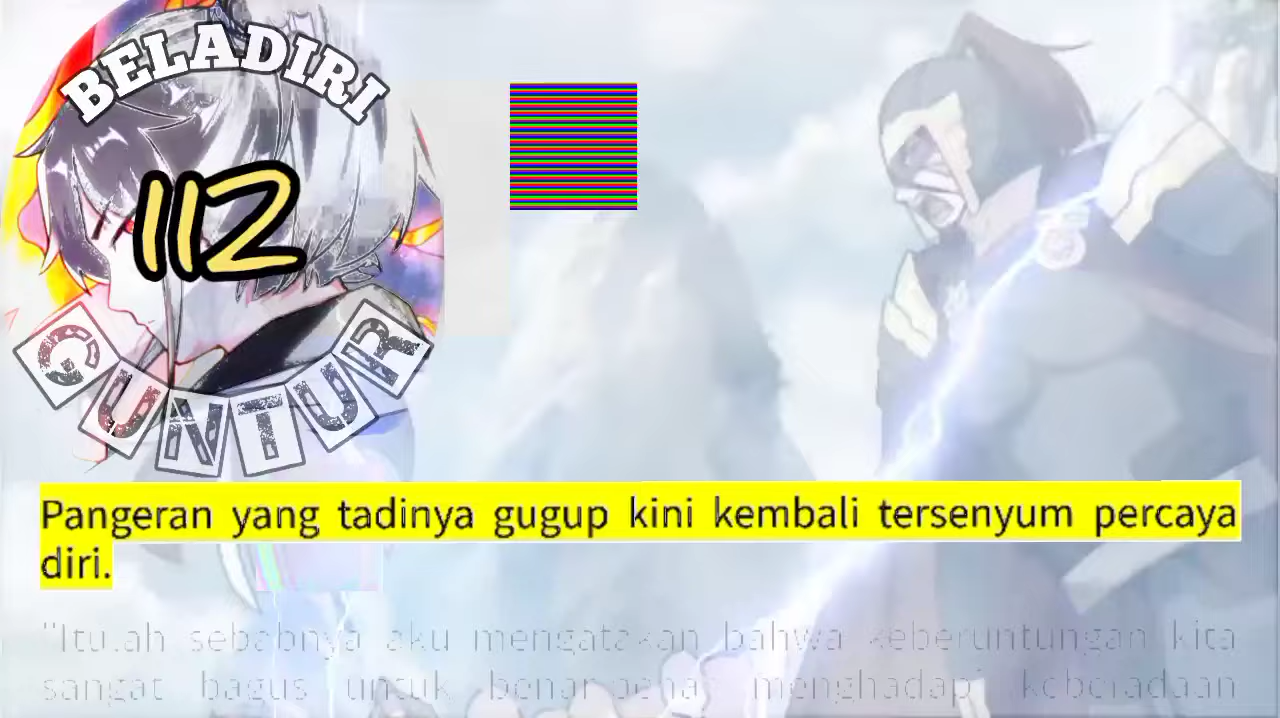 BELADIRI
112
GUNTUR
Pangeran yang tadinya gugup kini kembali tersenyum percaya
diri.
"Itulah sebabnya aku mengatakan bahwa keberuntungan kita
sangat bagus untuk benar-benar menghadapi keberadaan